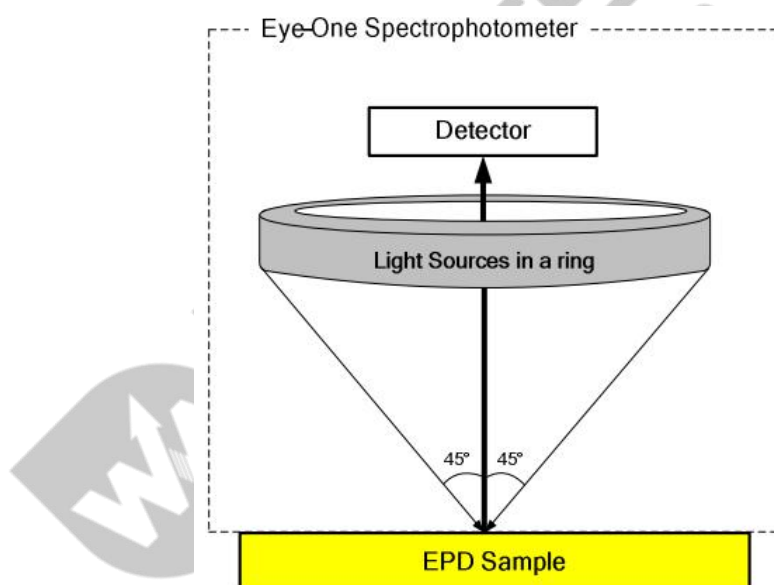 Eye-One Spectrophotometer
Detector
Light Sources in a ring
45° 45°
EPD Sample